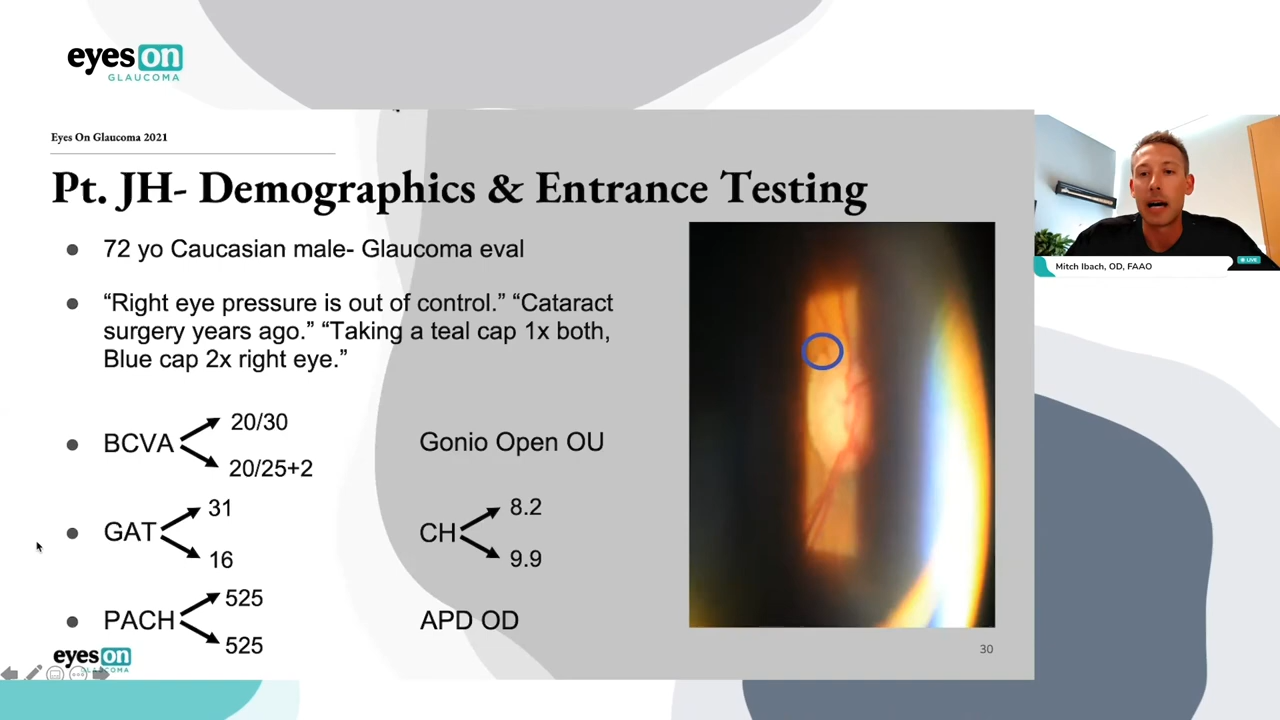 eyes on
GLAUCOMA
Eyes On Glaucoma 2021
Pt. JH- Demographics & Entrance Testing
72 yo Caucasian male- Glaucoma eval
“Right eye pressure is out of control.” “Cataract
surgery years ago.” “Taking a teal cap 1x both,
Blue cap 2x right eye.”
BCVA
20/30
20/25+2
Gonio Open OU
GAT
31
16
CH
8.2
9.9
PACH
525
525
APD OD
eyes on
GLAUCOMA
30
Mitch Ibach, OD, FAAO
LIVE